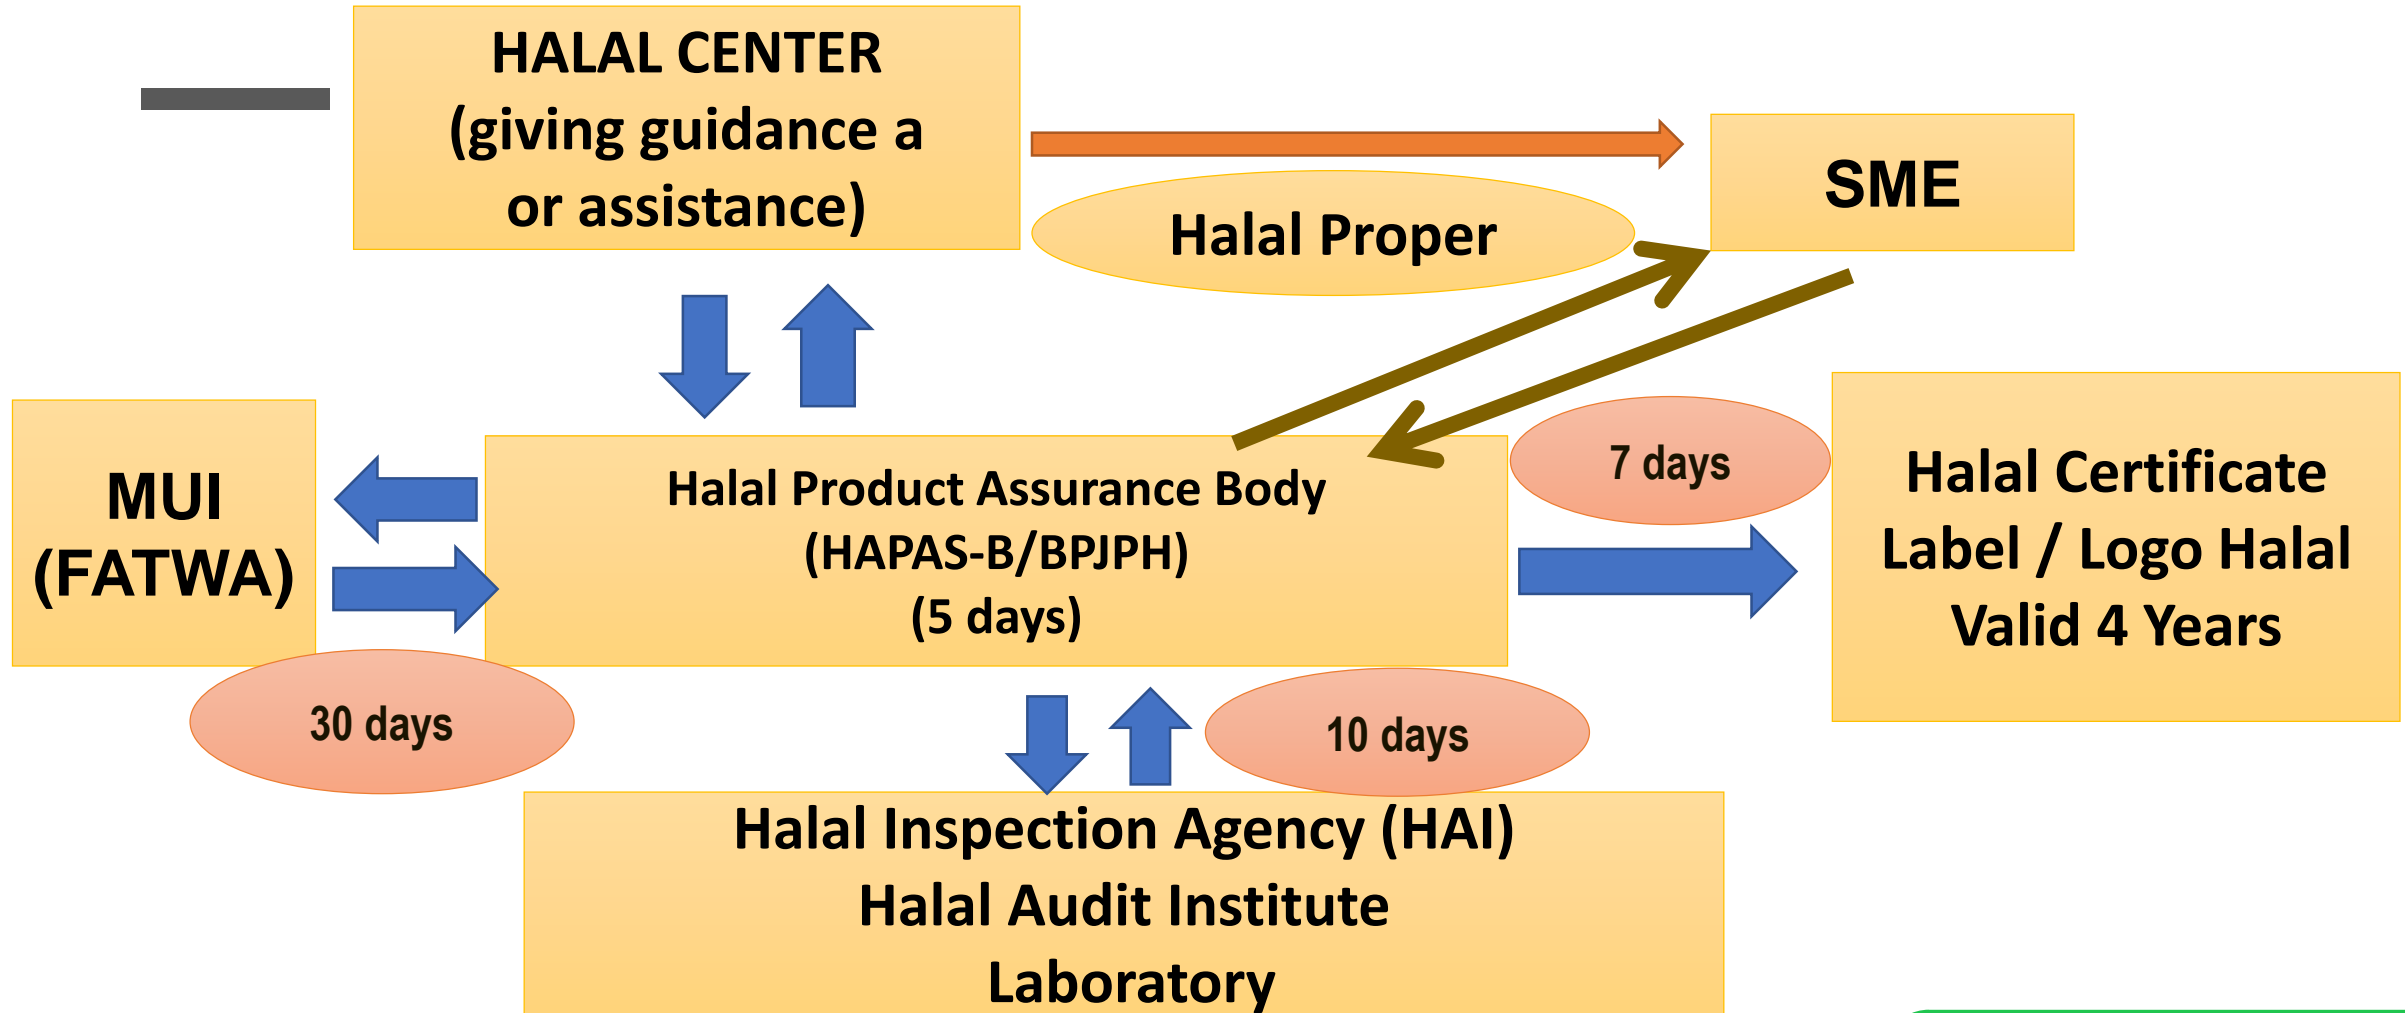 HALAL CENTER
(giving guidance a
or assistance)
SME
Halal Proper
MUI
(FATWA)
Halal Product Assurance Body
(HAPAS-B/BPJPH)
(5 days)
7 days
Halal Certificate
Label / Logo Halal
Valid 4 Years
30 days
10 days
Halal Inspection Agency (HAI)
Halal Audit Institute
Laboratory